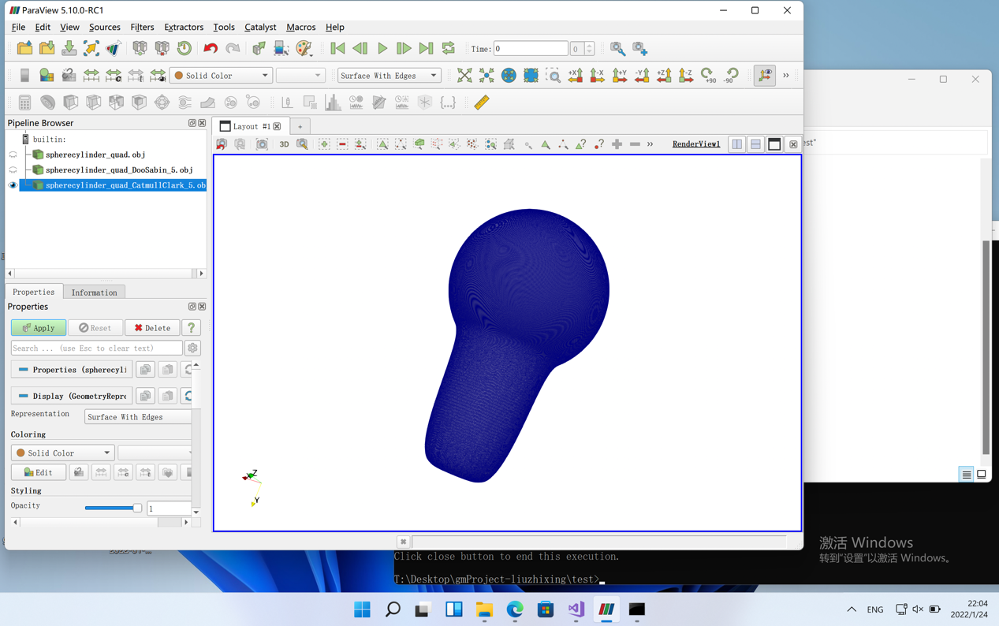 ParaView 5.10.0-RC1
File Edit View Sources Filters Extractors Tools Catalyst Macros Help
Time: 0 0
Solid Color Surface With Edges +X -X +Y -Y +Z -Z +90 -90
Pipeline Browser
Layout #1 +
builtin:
3D RenderView1
spherecylinder_quad.obj
spherecylinder_quad_DooSabin_5.obj
spherecylinder_quad_CatmullClark_5.ob
Properties Information
Properties
Apply Reset Delete ?
Search ... (use Esc to clear text)
Properties (spherecyli
Display (GeometryRepre
Representation Surface With Edges
Coloring
Solid Color
Edit
Styling
Opacity 1
Z
X
Y
est"
激活 Windows
转到"设置"以激活 Windows。
Click close button to end this execution.
T:\Desktop\gmProject-liuzhixing\test>
ENG
22:04
2022/1/24